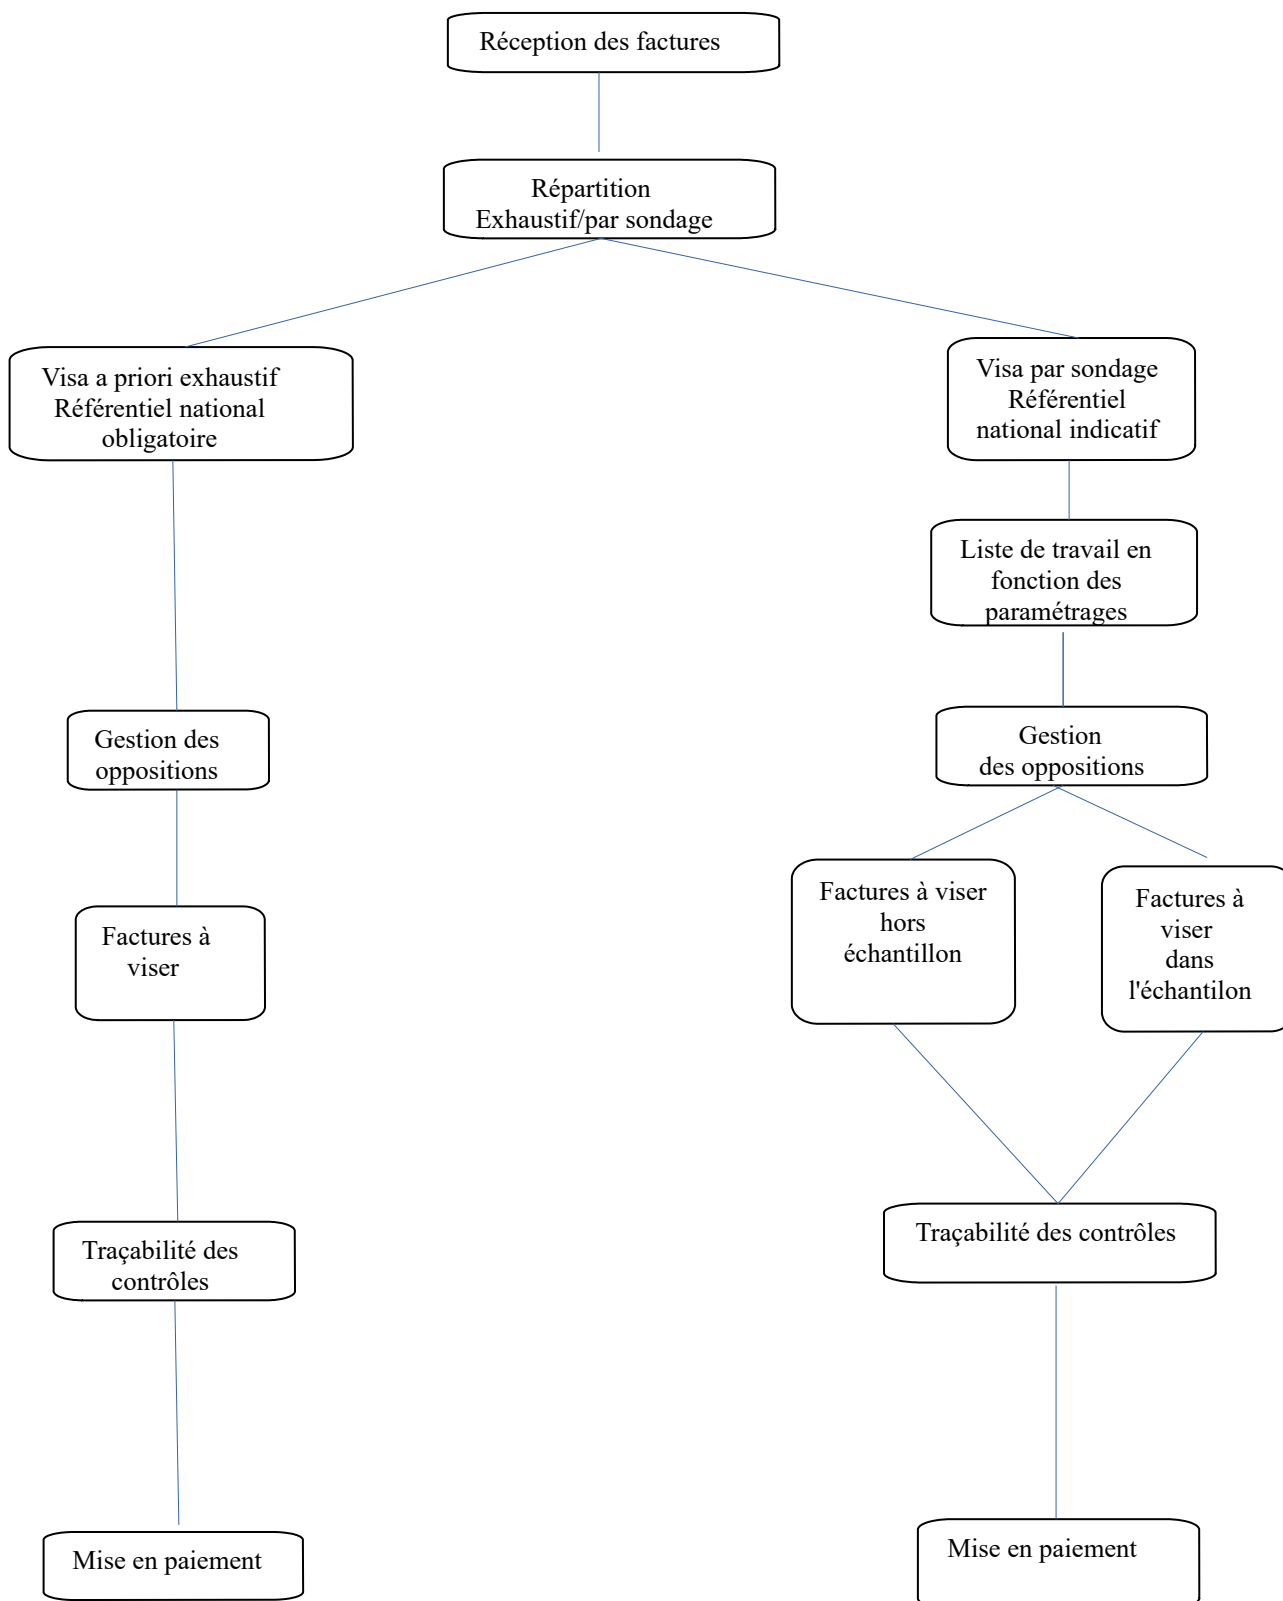 Réception des factures
Répartition
Exhaustif/par sondage
Visa a priori exhaustif
Référentiel national
obligatoire
Visa par sondage
Référentiel
national indicatif
Liste de travail en
fonction des
paramétrages
Gestion des
oppositions
Gestion
des oppositions
Factures à viser
hors
échantillon
Factures à
viser
dans
l'échantilon
Factures à
viser
Traçabilité des
contrôles
Traçabilité des contrôles
Mise en paiement
Mise en paiement